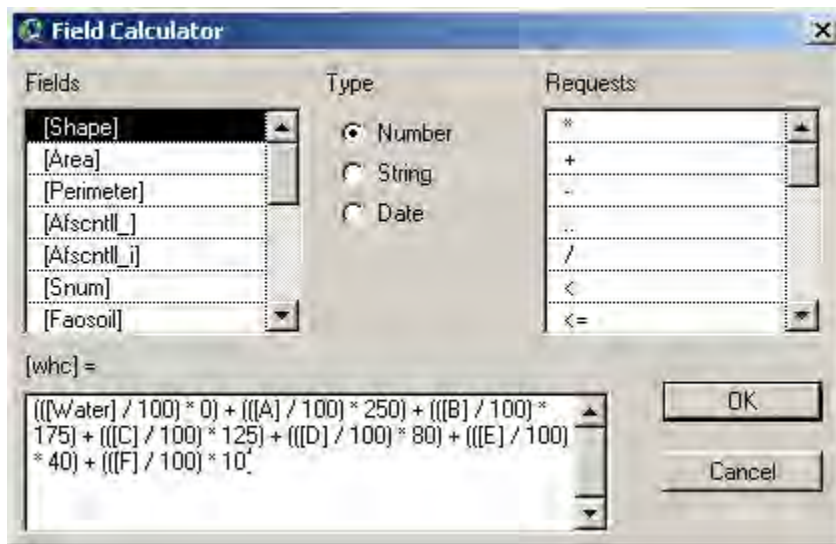 Field Calculator
Fields
Type
Requests
[Shape]
[Area]
[Perimeter]
[Afscntll_]
[Afscntll_i]
[Snum]
[Faosoil]
Number
String
Date
*
+
-
..
/
<
<=
[whc] =
((([Water] / 100) * 0) + ((([A] / 100) * 250) + ((([B] / 100) *
175) + ((([C] / 100) * 125) + ((([D] / 100) * 80) + ((([E] / 100)
* 40) + ((([F] / 100) * 10
OK
Cancel